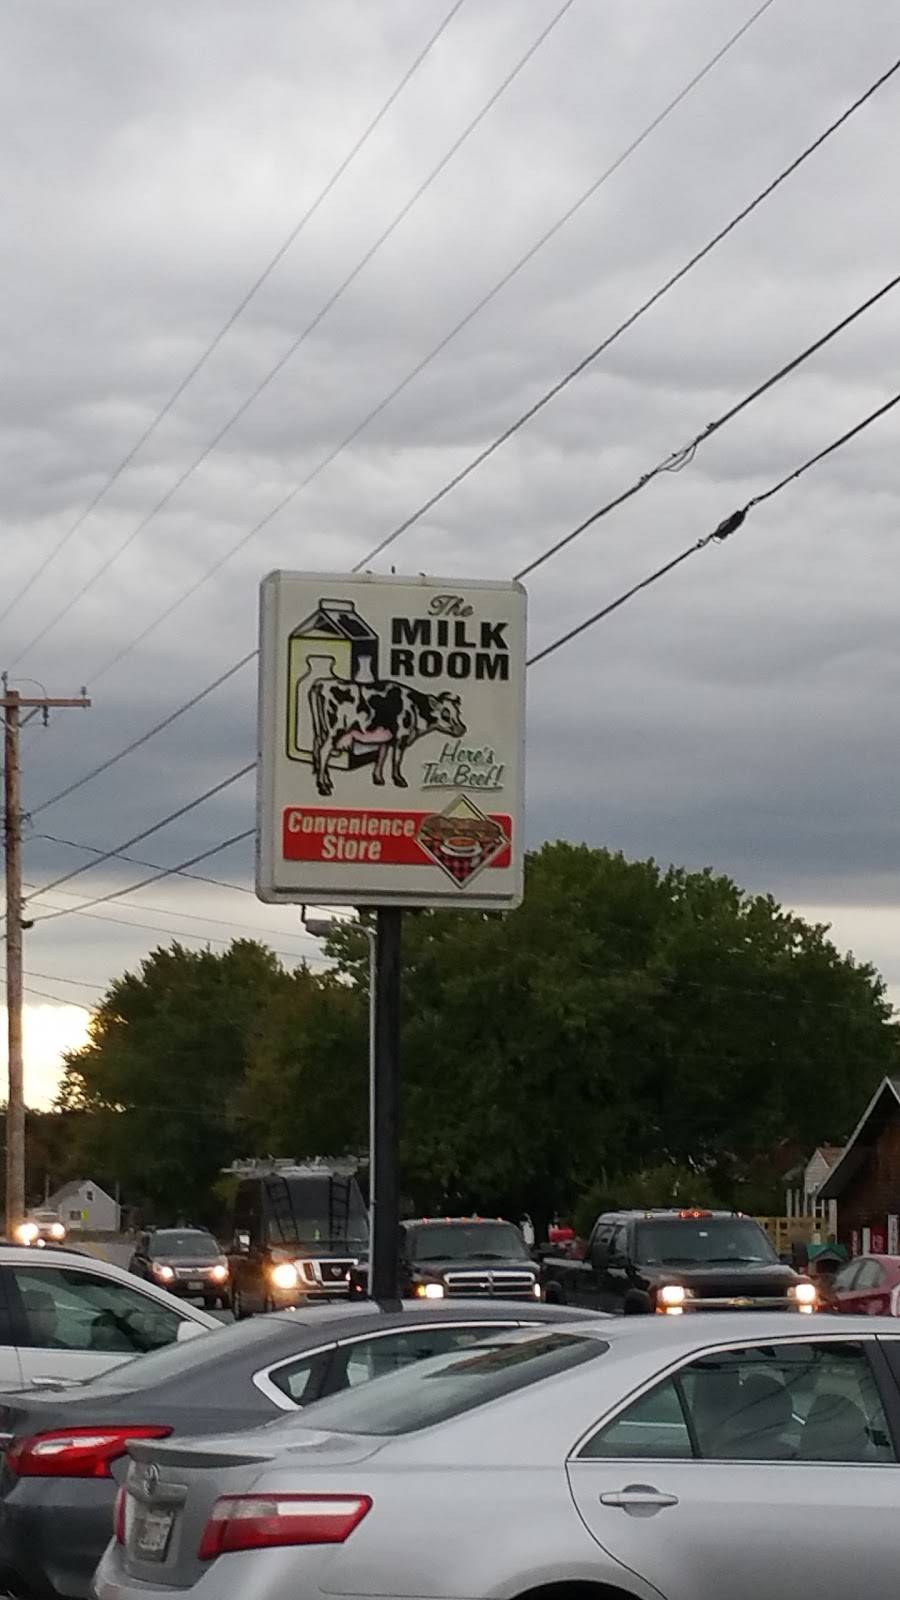 The
MILK
ROOM
Here's
The Beef!
Convenience
Store